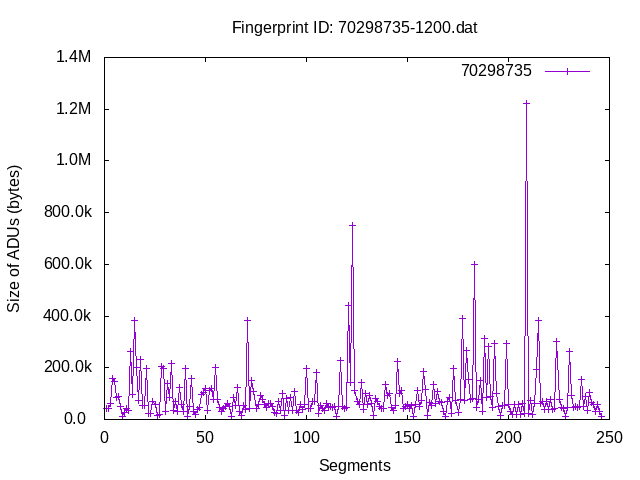 Fingerprint ID: 70298735-1200.dat
1.4M
70298735
1.2M
1.0M
800.0k
600.0k
400.0k
200.0k
0.0
Size of ADUs (bytes)
0 50 100 150 200 250
Segments